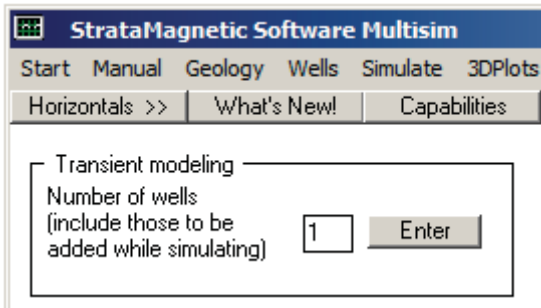 StrataMagnetic Software Multisim
Start Manual Geology Wells Simulate 3DPlots
Horizontals >> What's New! Capabilities
Transient modeling
Number of wells
(include those to be
added while simulating)
1 Enter